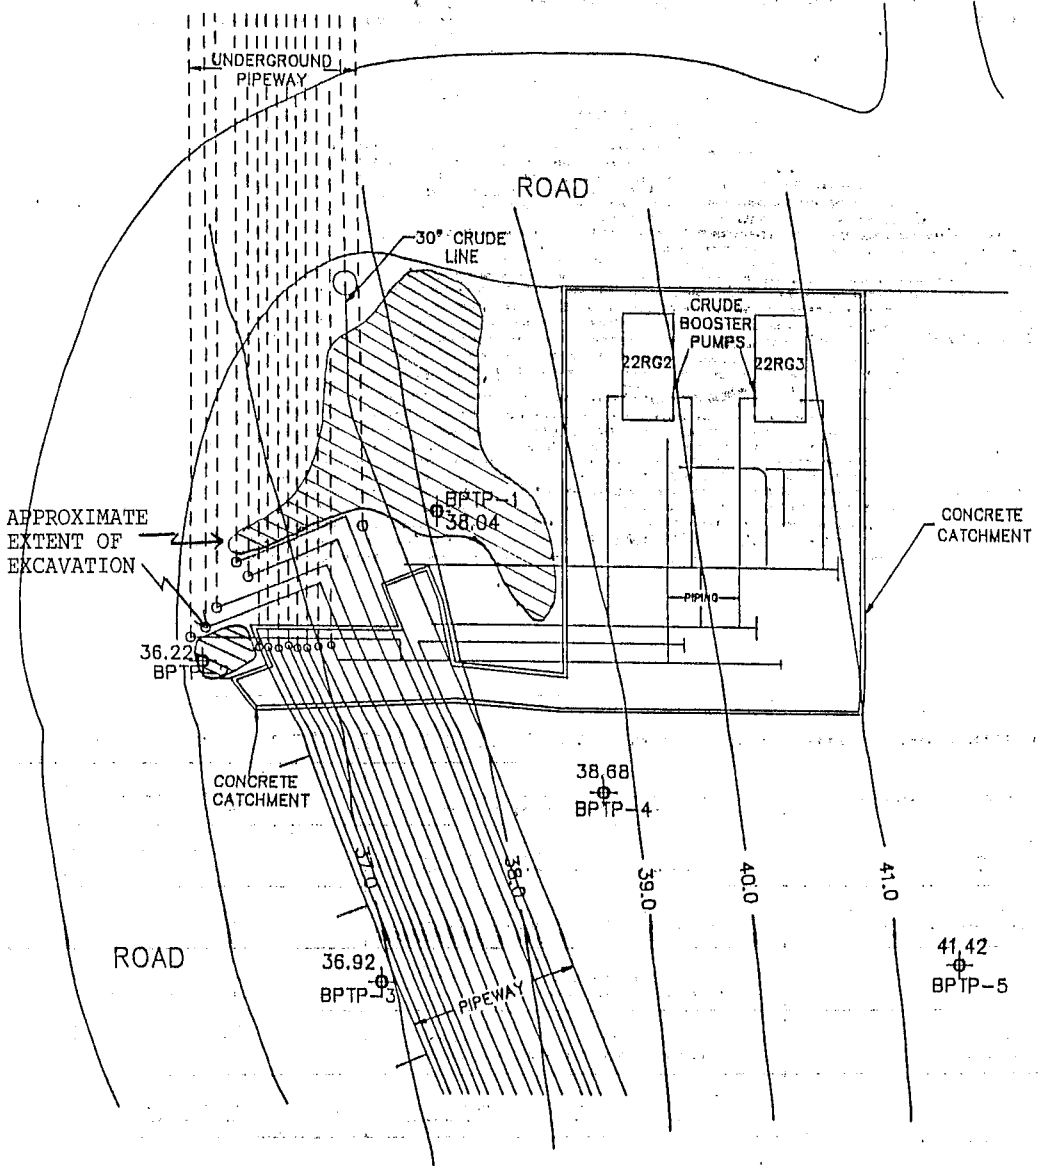 UNDERGROUND
PIPEWAY
ROAD
30" CRUDE
LINE
CRUDE
BOOSTER
PUMPS
22RG2
22RG3
BPTP-1
38.04
APPROXIMATE
EXTENT OF
EXCAVATION
CONCRETE
CATCHMENT
PIPING
36.22
BPTP
CONCRETE
CATCHMENT
38.68
BPTP-4
37.0
38.0
39.0
40.0
41.0
ROAD
36.92
BPTP-3
PIPEWAY
41.42
BPTP-5